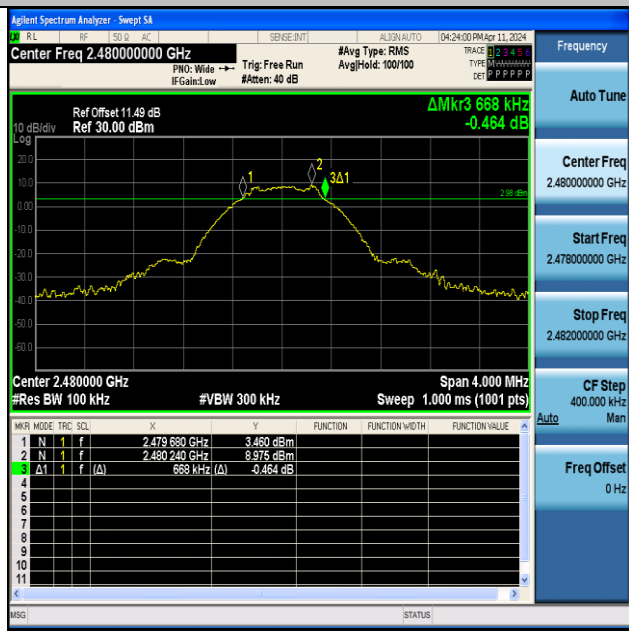 Agilent Spectrum Analyzer - Swept SA
RL RF 50 Ω AC SENSE:INT ALIGN AUTO 04:24:00 PM Apr 11, 2024
Center Freq 2.480000000 GHz
PNO: Wide
IFGain:Low
Trig: Free Run
#Atten: 40 dB
#Avg Type: RMS
Avg|Hold: 100/100
TRACE 1 2 3 4 5 6
TYPE M
DET P P P P P P
Ref Offset 11.49 dB
10 dB/div Ref 30.00 dBm
Log
ΔMkr3 668 kHz
-0.464 dB
20.0
10.0
0.00
-10.0
-20.0
-30.0
-40.0
-50.0
-60.0
1
2
3Δ1
2.98 dBm
Center 2.480000 GHz Span 4.000 MHz
#Res BW 100 kHz #VBW 300 kHz Sweep 1.000 ms (1001 pts)
MKR MODE TRC SCL X Y FUNCTION FUNCTION WIDTH FUNCTION VALUE
1 N 1 f 2.479 680 GHz 3.460 dBm
2 N 1 f 2.480 240 GHz 8.975 dBm
3 Δ1 1 f (Δ) 668 kHz (Δ) -0.464 dB
4
5
6
7
8
9
10
11
MSG STATUS
Frequency
Auto Tune
Center Freq
2.480000000 GHz
Start Freq
2.478000000 GHz
Stop Freq
2.482000000 GHz
CF Step
400.000 kHz
Auto Man
Freq Offset
0 Hz